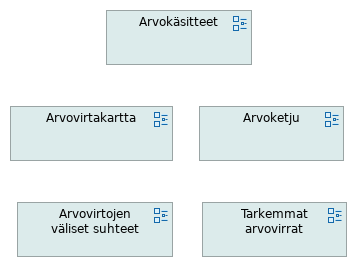 Arvokäsitteet
Arvovirtakartta
Arvoketju
Arvovirtojen
väliset suhteet
Tarkemmat
arvovirrat